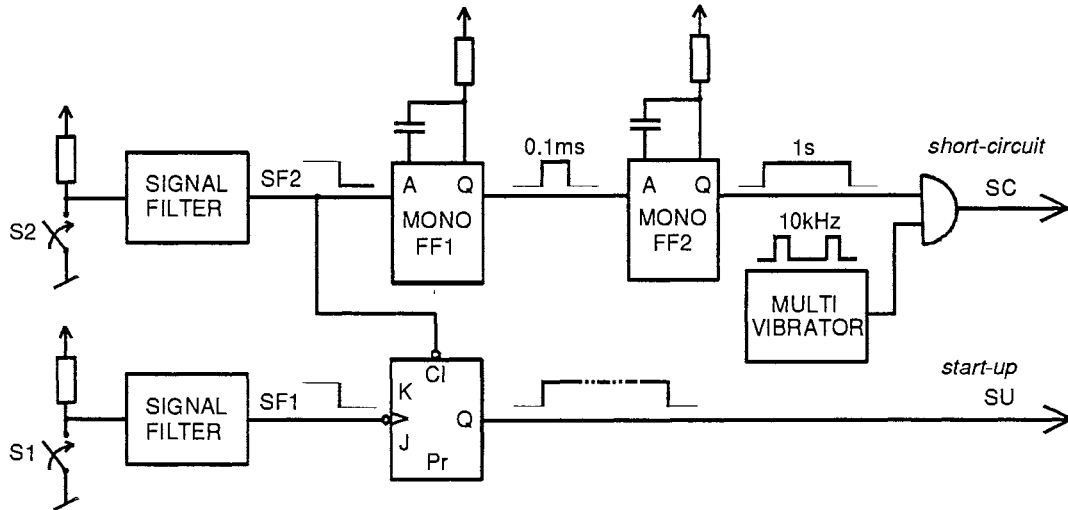 0.1ms
1s
short-circuit
SIGNAL
FILTER
SF2
A Q
MONO
FF1
A Q
MONO
FF2
SC
S2
10kHz
MULTI
VIBRATOR
start-up
SIGNAL
FILTER
SF1
Cl
K
J
Q
Pr
SU
S1